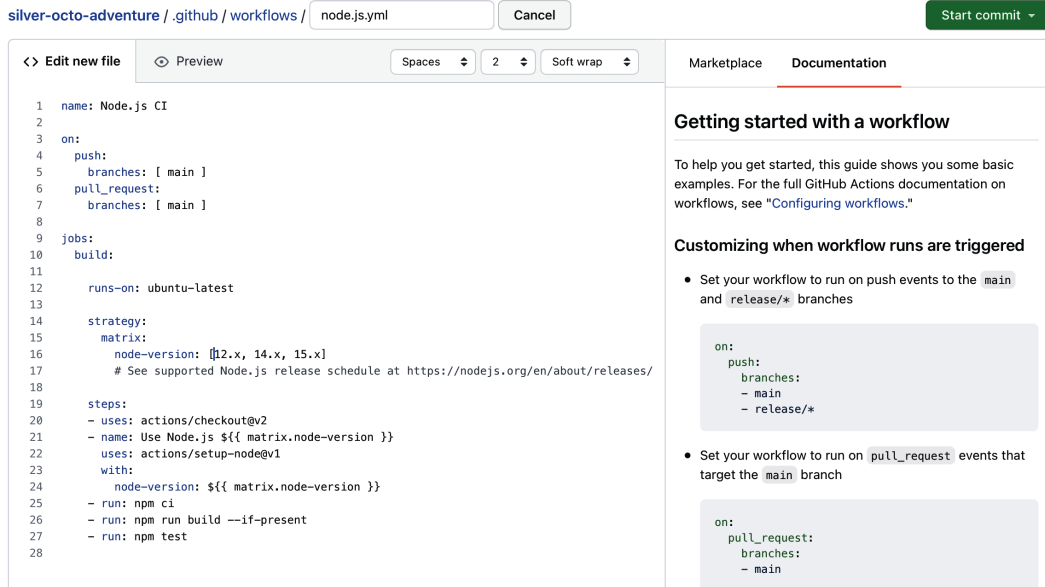 silver-octo-adventure / .github / workflows / node.js.yml Cancel Start commit
Edit new file Preview Spaces 2 Soft wrap
1 name: Node.js CI
2
3 on:
4 push:
5 branches: [ main ]
6 pull_request:
7 branches: [ main ]
8
9 jobs:
10 build:
11
12 runs-on: ubuntu-latest
13
14 strategy:
15 matrix:
16 node-version: [12.x, 14.x, 15.x]
17 # See supported Node.js release schedule at https://nodejs.org/en/about/releases/
18
19 steps:
20 - uses: actions/checkout@v2
21 - name: Use Node.js ${{ matrix.node-version }}
22 uses: actions/setup-node@v1
23 with:
24 node-version: ${{ matrix.node-version }}
25 - run: npm ci
26 - run: npm run build --if-present
27 - run: npm test
28
Marketplace Documentation
Getting started with a workflow
To help you get started, this guide shows you some basic
examples. For the full GitHub Actions documentation on
workflows, see "Configuring workflows."
Customizing when workflow runs are triggered
• Set your workflow to run on push events to the main
and release/* branches
on:
push:
branches:
- main
- release/*
• Set your workflow to run on pull_request events that
target the main branch
on:
pull_request:
branches:
- main